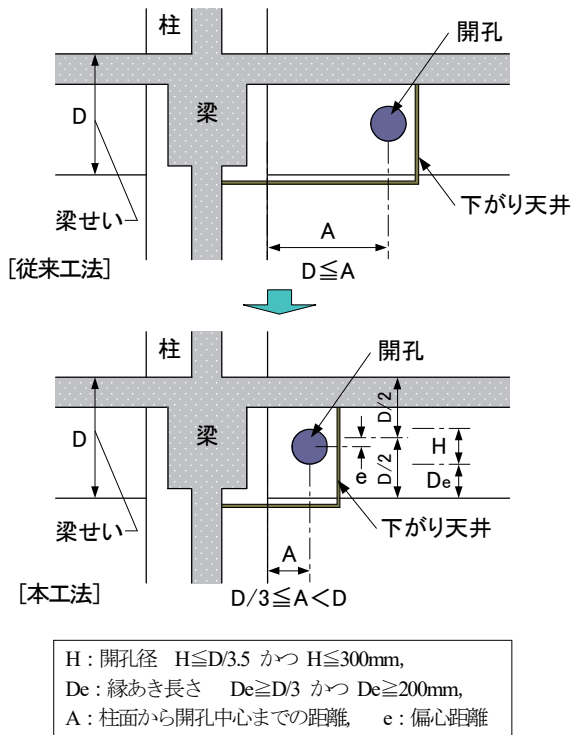 柱
開孔
D
梁
梁せい
下がり天井
A
[従来工法]
D≦A
柱
開孔
D
梁
D/2
D/2
e
H
De
梁せい
下がり天井
A
[本工法]
D/3≦A<D
H：開孔径 H≦D/3.5 かつ H≦300mm,
De：縁あき長さ De≧D/3 かつ De≧200mm,
A：柱面から開孔中心までの距離, e：偏心距離